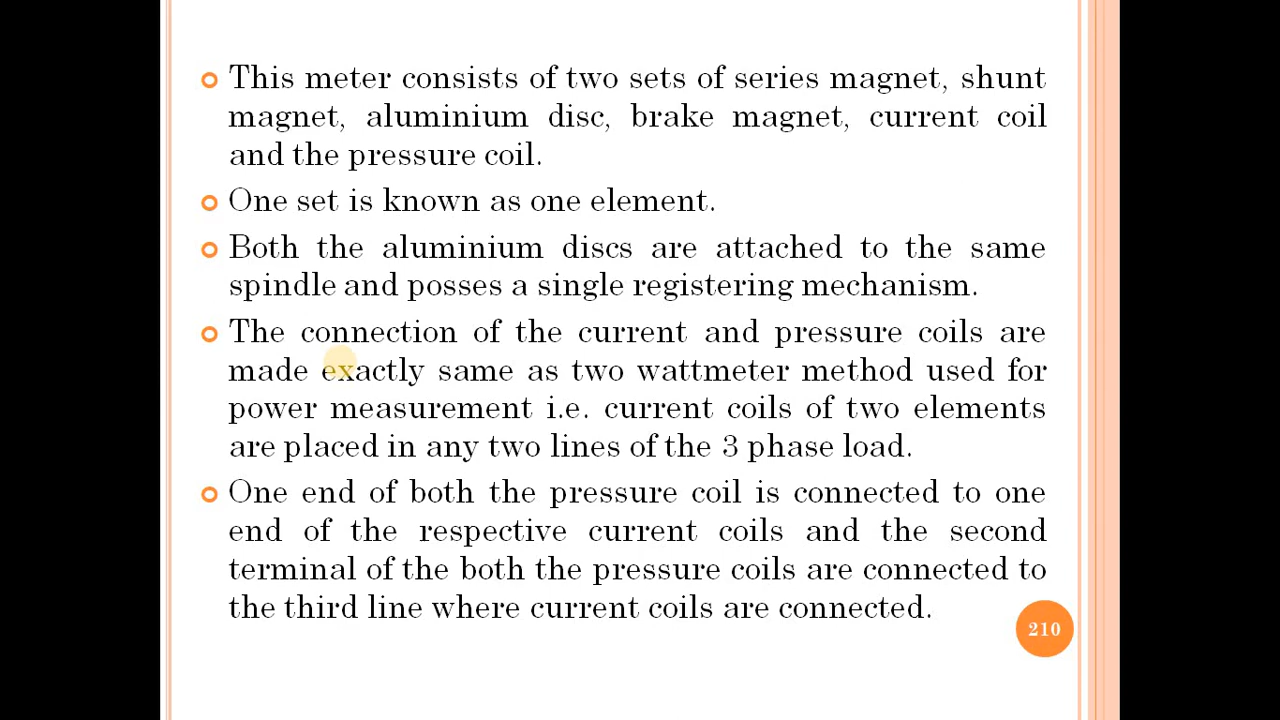 This meter consists of two sets of series magnet, shunt
magnet, aluminium disc, brake magnet, current coil
and the pressure coil.
One set is known as one element.
Both the aluminium discs are attached to the same
spindle and posses a single registering mechanism.
The connection of the current and pressure coils are
made exactly same as two wattmeter method used for
power measurement i.e. current coils of two elements
are placed in any two lines of the 3 phase load.
One end of both the pressure coil is connected to one
end of the respective current coils and the second
terminal of the both the pressure coils are connected to
the third line where current coils are connected.
210